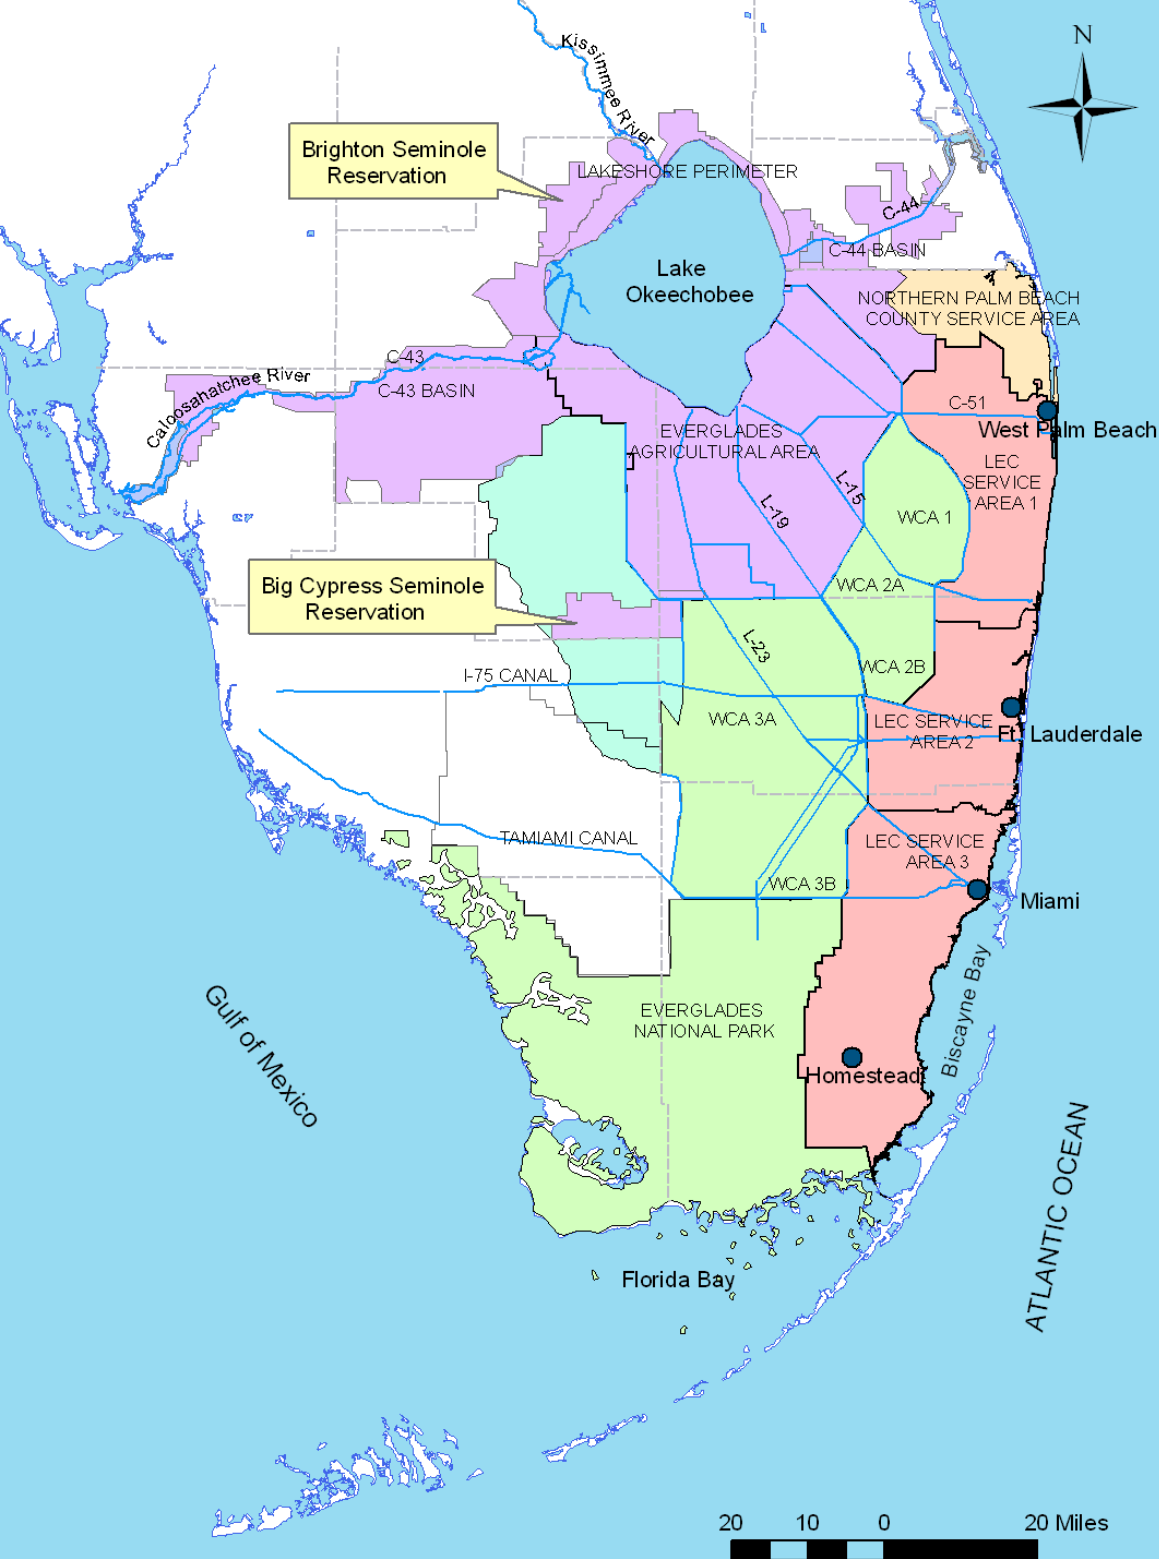 N
Kissimmee River
Brighton Seminole
Reservation
LAKESHORE PERIMETER
C-44
C-44 BASIN
Lake
Okeechobee
NORTHERN PALM BEACH
COUNTY SERVICE AREA
C-43
Caloosahatchee River
C-43 BASIN
C-51
West Palm Beach
EVERGLADES
AGRICULTURAL AREA
LEC
SERVICE
AREA 1
L-15
L-19
WCA 1
Big Cypress Seminole
Reservation
WCA 2A
L-23
WCA 2B
I-75 CANAL
WCA 3A
LEC SERVICE
AREA 2
Ft. Lauderdale
TAMIAMI CANAL
LEC SERVICE
AREA 3
WCA 3B
Miami
Biscayne Bay
Gulf of Mexico
EVERGLADES
NATIONAL PARK
Homestead
ATLANTIC OCEAN
Florida Bay
20 10 0 20 Miles